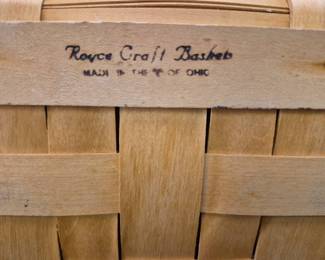 Royce Craft Baskets
MADE IN THE ♥ OF OHIO